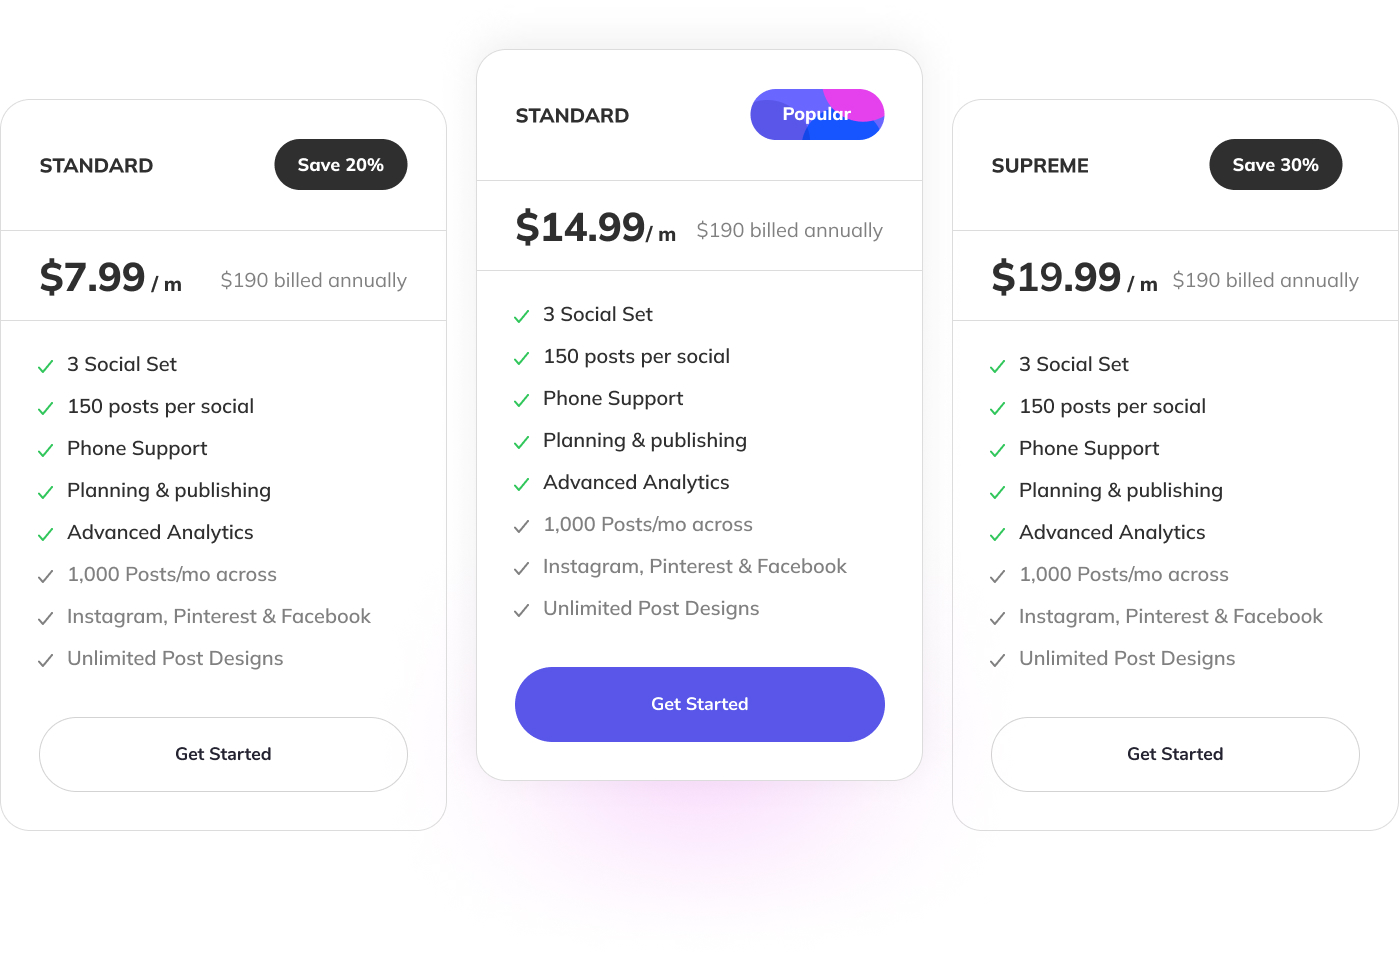 STANDARD
Save 20%
$7.99 / m
$190 billed annually
3 Social Set
150 posts per social
Phone Support
Planning & publishing
Advanced Analytics
1,000 Posts/mo across
Instagram, Pinterest & Facebook
Unlimited Post Designs
Get Started
STANDARD
Popular
$14.99/ m
$190 billed annually
3 Social Set
150 posts per social
Phone Support
Planning & publishing
Advanced Analytics
1,000 Posts/mo across
Instagram, Pinterest & Facebook
Unlimited Post Designs
Get Started
SUPREME
Save 30%
$19.99 / m
$190 billed annually
3 Social Set
150 posts per social
Phone Support
Planning & publishing
Advanced Analytics
1,000 Posts/mo across
Instagram, Pinterest & Facebook
Unlimited Post Designs
Get Started